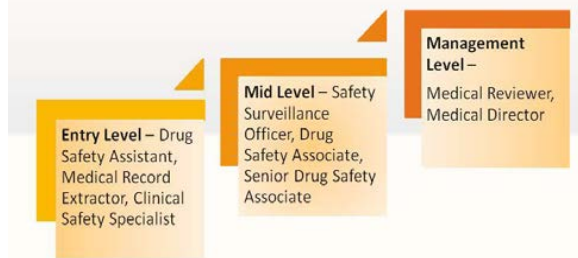 Entry Level – Drug
Safety Assistant,
Medical Record
Extractor, Clinical
Safety Specialist
Mid Level – Safety
Surveillance
Officer, Drug
Safety Associate,
Senior Drug Safety
Associate
Management
Level –
Medical Reviewer,
Medical Director